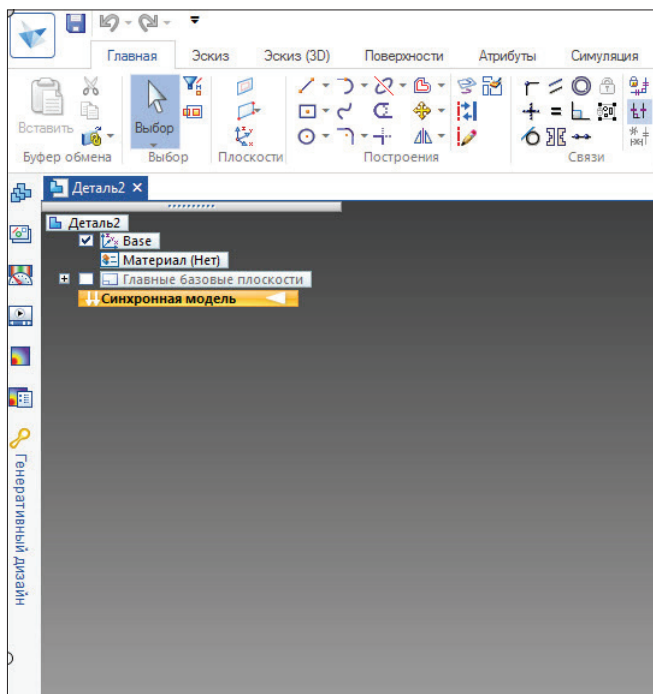 Главная Эскиз Эскиз (3D) Поверхности Атрибуты Симуляция
Вставить
Выбор
Буфер обмена Выбор Плоскости Построения Связи
Деталь2
Деталь2
Base
Материал (Нет)
Главные базовые плоскости
Синхронная модель
Генеративный дизайн